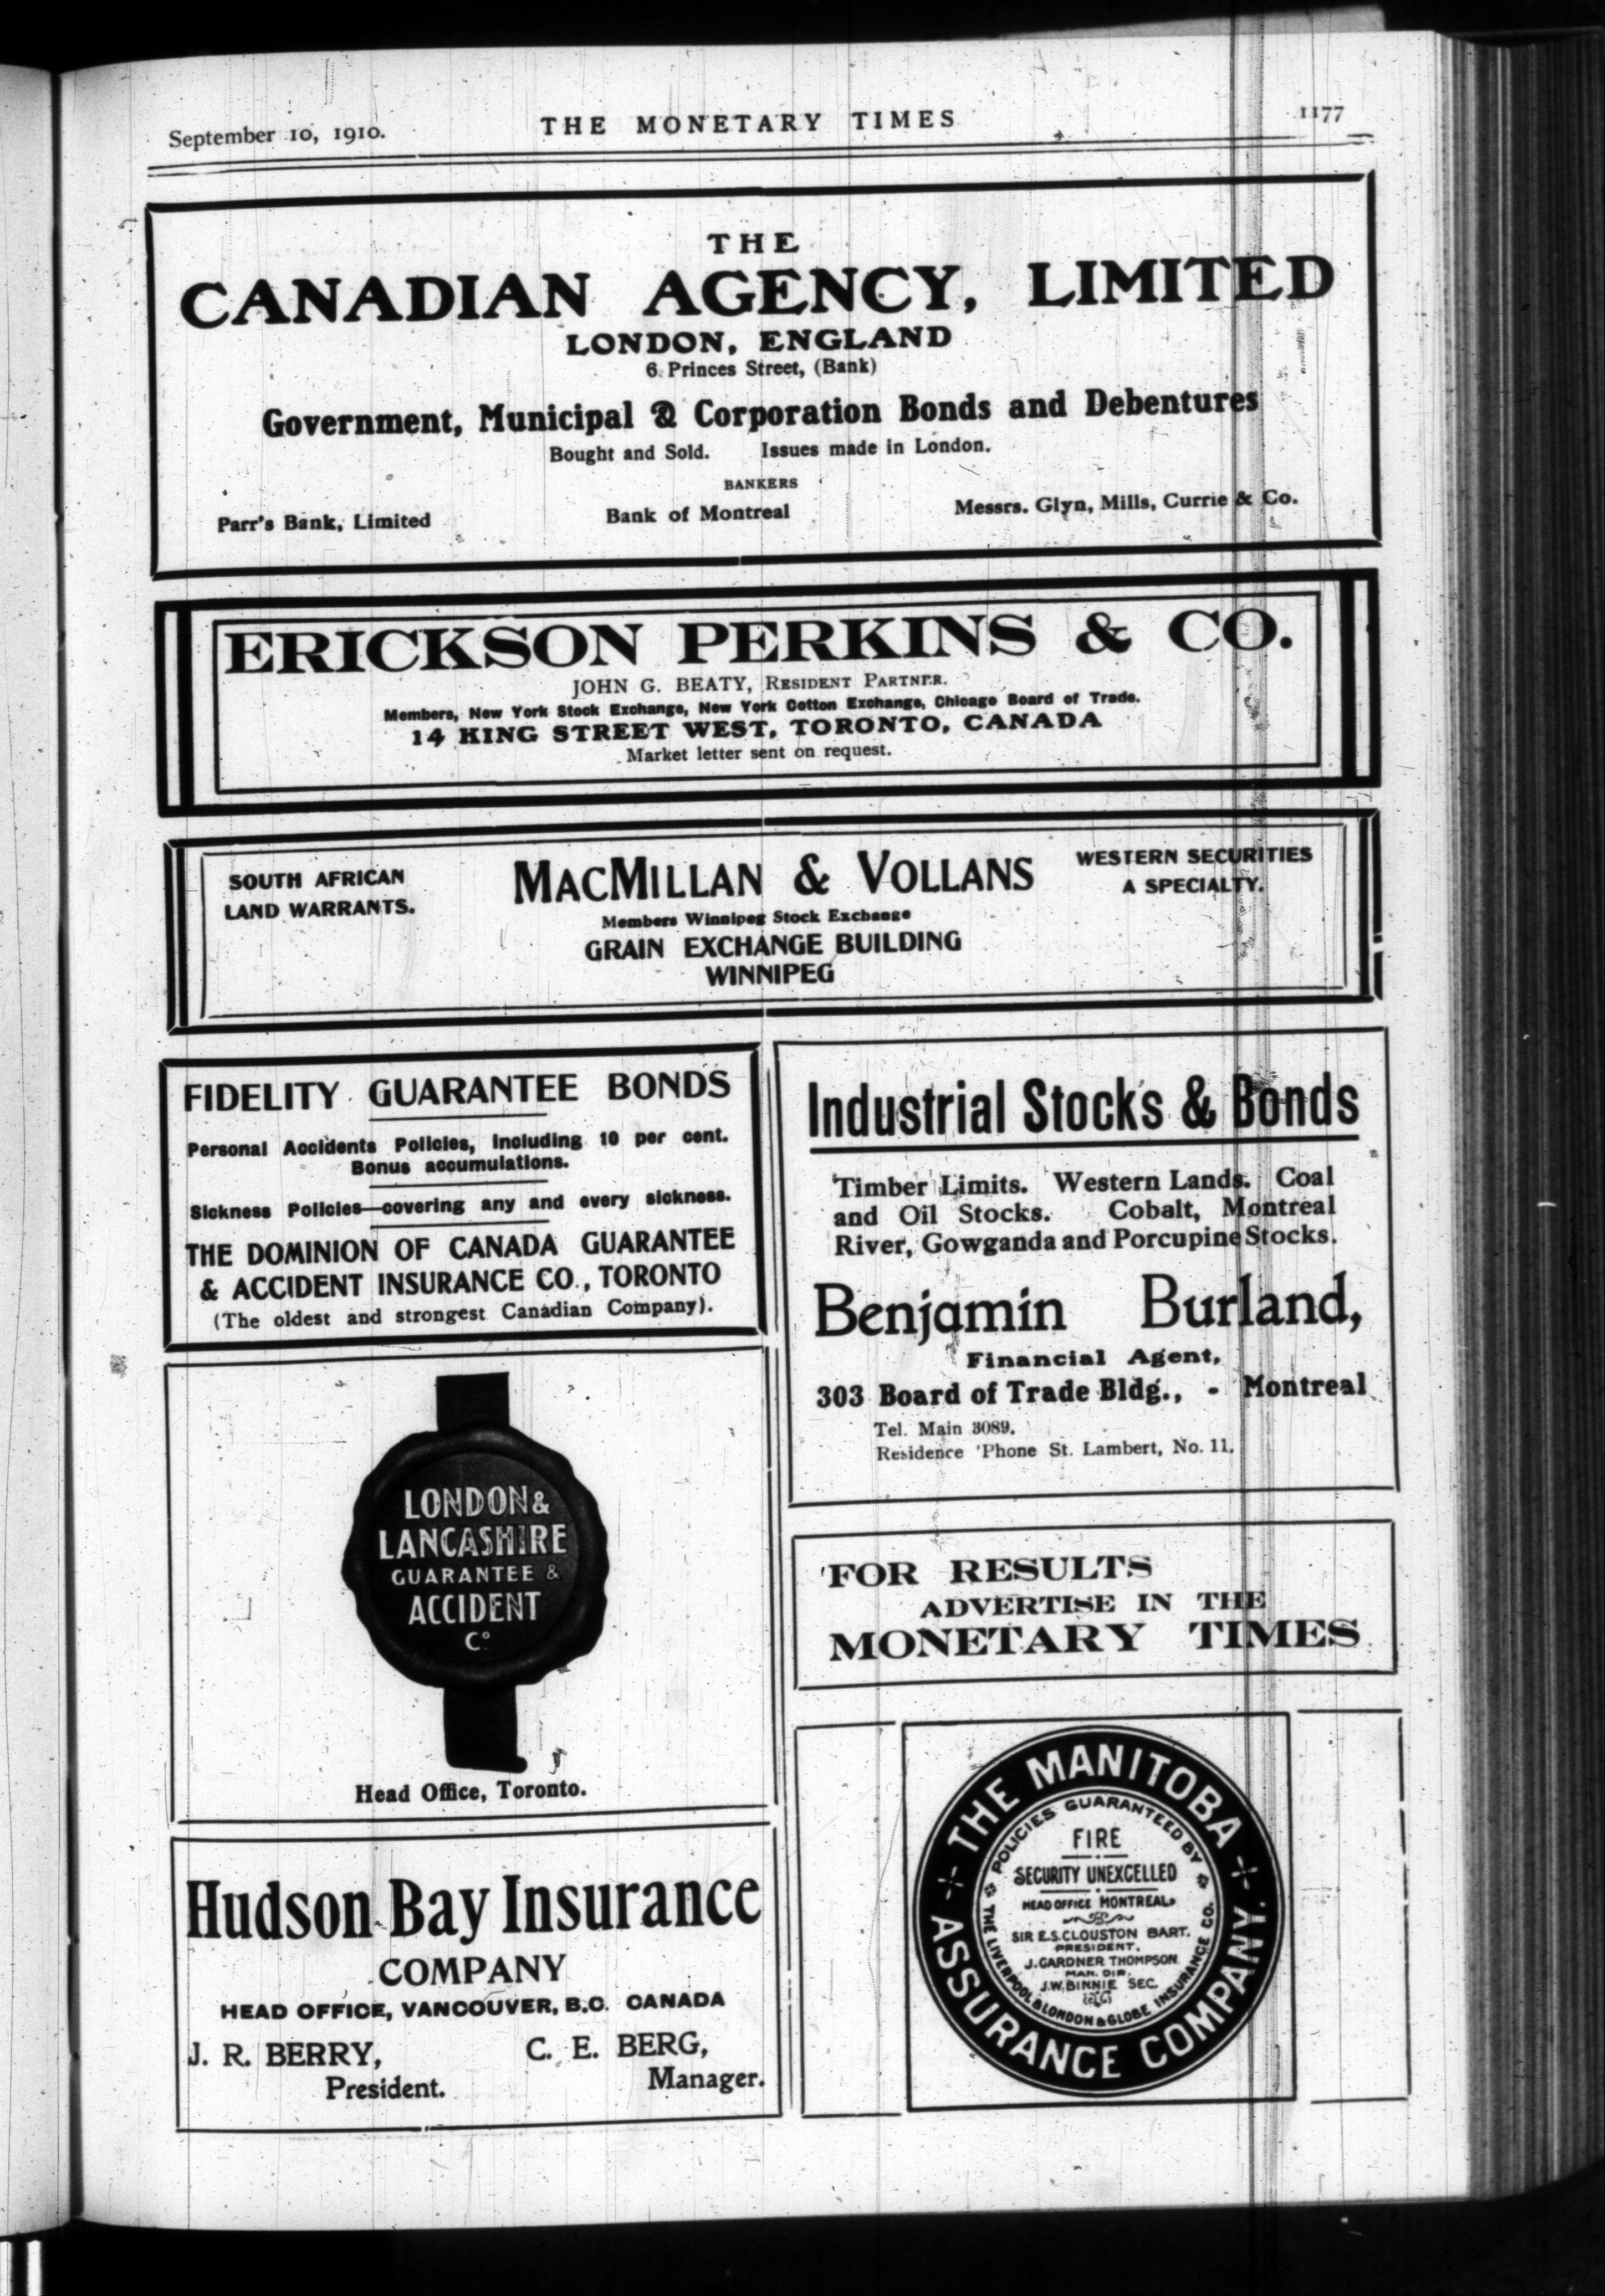 September 10, 1910.
THE MONETARY TIMES
1177
THE
CANADIAN AGENCY, LIMITED
LONDON, ENGLAND
6 Princes Street, (Bank)
Government, Municipal & Corporation Bonds and Debentures
Bought and Sold. Issues made in London.
BANKERS
Parr's Bank, Limited Bank of Montreal Messrs. Glyn, Mills, Currie & Co.
ERICKSON PERKINS & CO.
JOHN G. BEATY, RESIDENT PARTNER.
Members, New York Stock Exchange, New York Cotton Exchange, Chicago Board of Trade.
14 KING STREET WEST, TORONTO, CANADA
Market letter sent on request.
SOUTH AFRICAN
LAND WARRANTS.
MACMILLAN & VOLLANS
Members Winnipeg Stock Exchange
GRAIN EXCHANGE BUILDING
WINNIPEG
WESTERN SECURITIES
A SPECIALTY.
FIDELITY GUARANTEE BONDS
Personal Accidents Policies, including 10 per cent.
Bonus accumulations.
Sickness Policies—covering any and every sickness.
THE DOMINION OF CANADA GUARANTEE
& ACCIDENT INSURANCE CO., TORONTO
(The oldest and strongest Canadian Company).
LONDON &
LANCASHIRE
GUARANTEE &
ACCIDENT
Co
Head Office, Toronto.
Hudson Bay Insurance
COMPANY
HEAD OFFICE, VANCOUVER, B.C. CANADA
J. R. BERRY, C. E. BERG,
President. Manager.
Industrial Stocks & Bonds
Timber Limits. Western Lands. Coal
and Oil Stocks. Cobalt, Montreal
River, Gowganda and Porcupine Stocks.
Benjamin Burland,
Financial Agent,
303 Board of Trade Bldg., - Montreal
Tel. Main 3089.
Residence 'Phone St. Lambert, No. 11.
FOR RESULTS
ADVERTISE IN THE
MONETARY TIMES
THE MANITOBA
ASSURANCE COMPANY.
POLICIES GUARANTEED BY
THE LIVERPOOL & LONDON & GLOBE INSURANCE CO.
FIRE
SECURITY UNEXCELLED
HEAD OFFICE MONTREAL
SIR E.S. CLOUSTON BART.
PRESIDENT.
J. GARDNER THOMPSON
MAN. DIR.
J.W. BINNIE SEC.